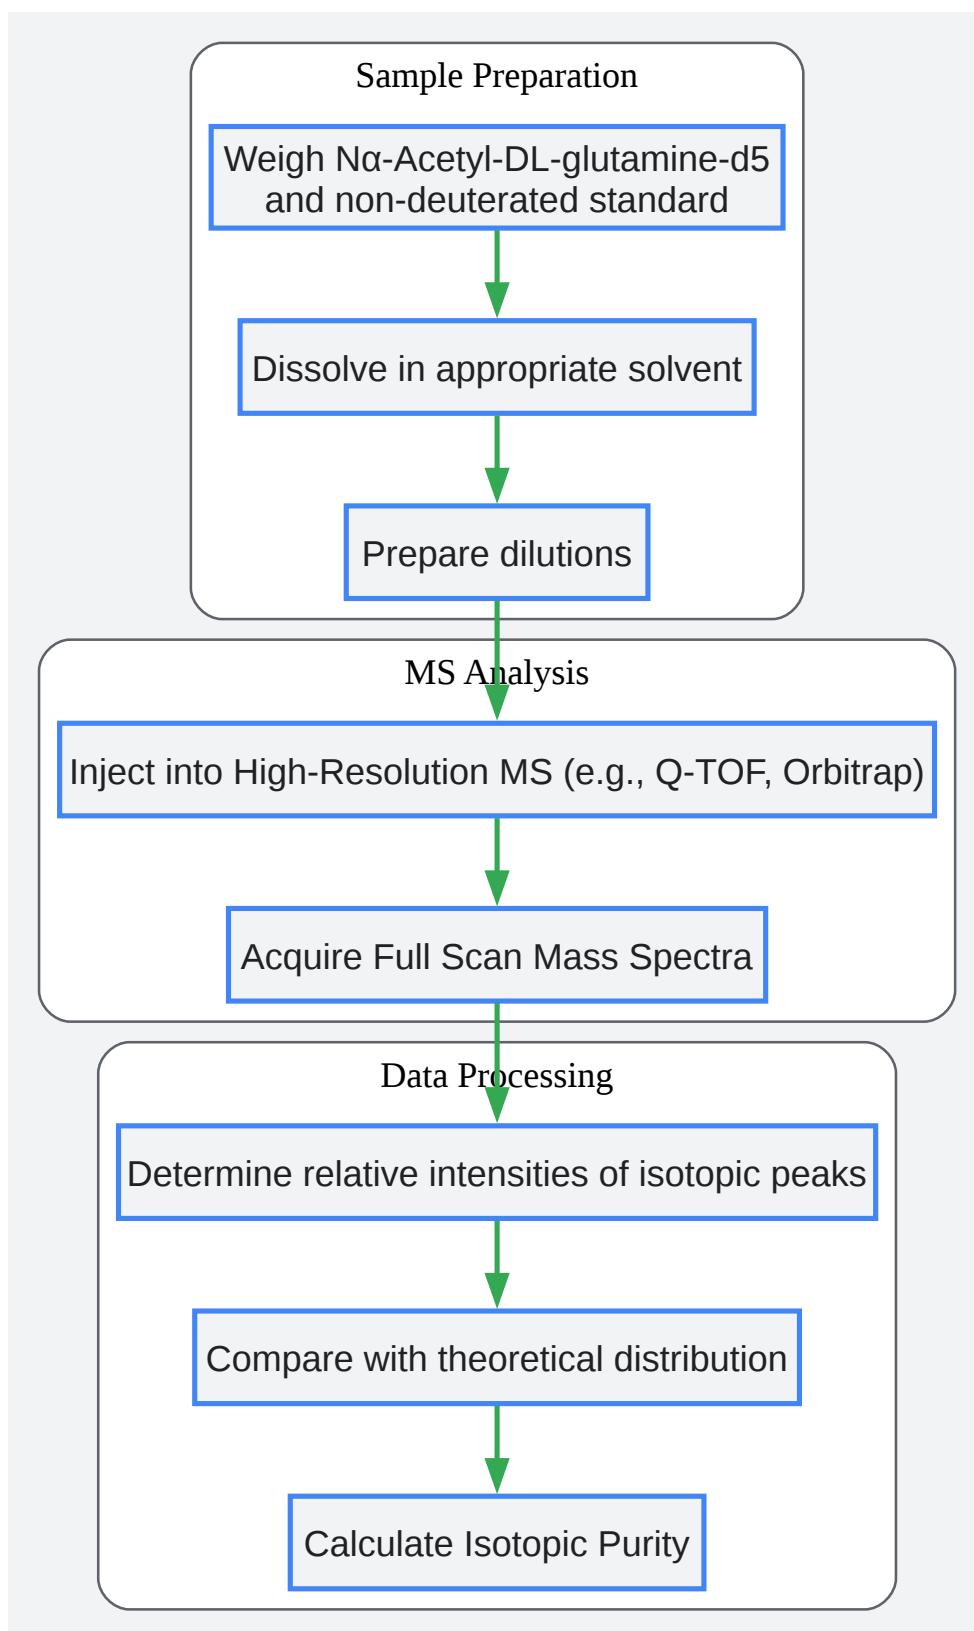 Sample Preparation
Weigh Nα-Acetyl-DL-glutamine-d5
and non-deuterated standard
Dissolve in appropriate solvent
Prepare dilutions
MS Analysis
Inject into High-Resolution MS (e.g., Q-TOF, Orbitrap)
Acquire Full Scan Mass Spectra
Data Processing
Determine relative intensities of isotopic peaks
Compare with theoretical distribution
Calculate Isotopic Purity